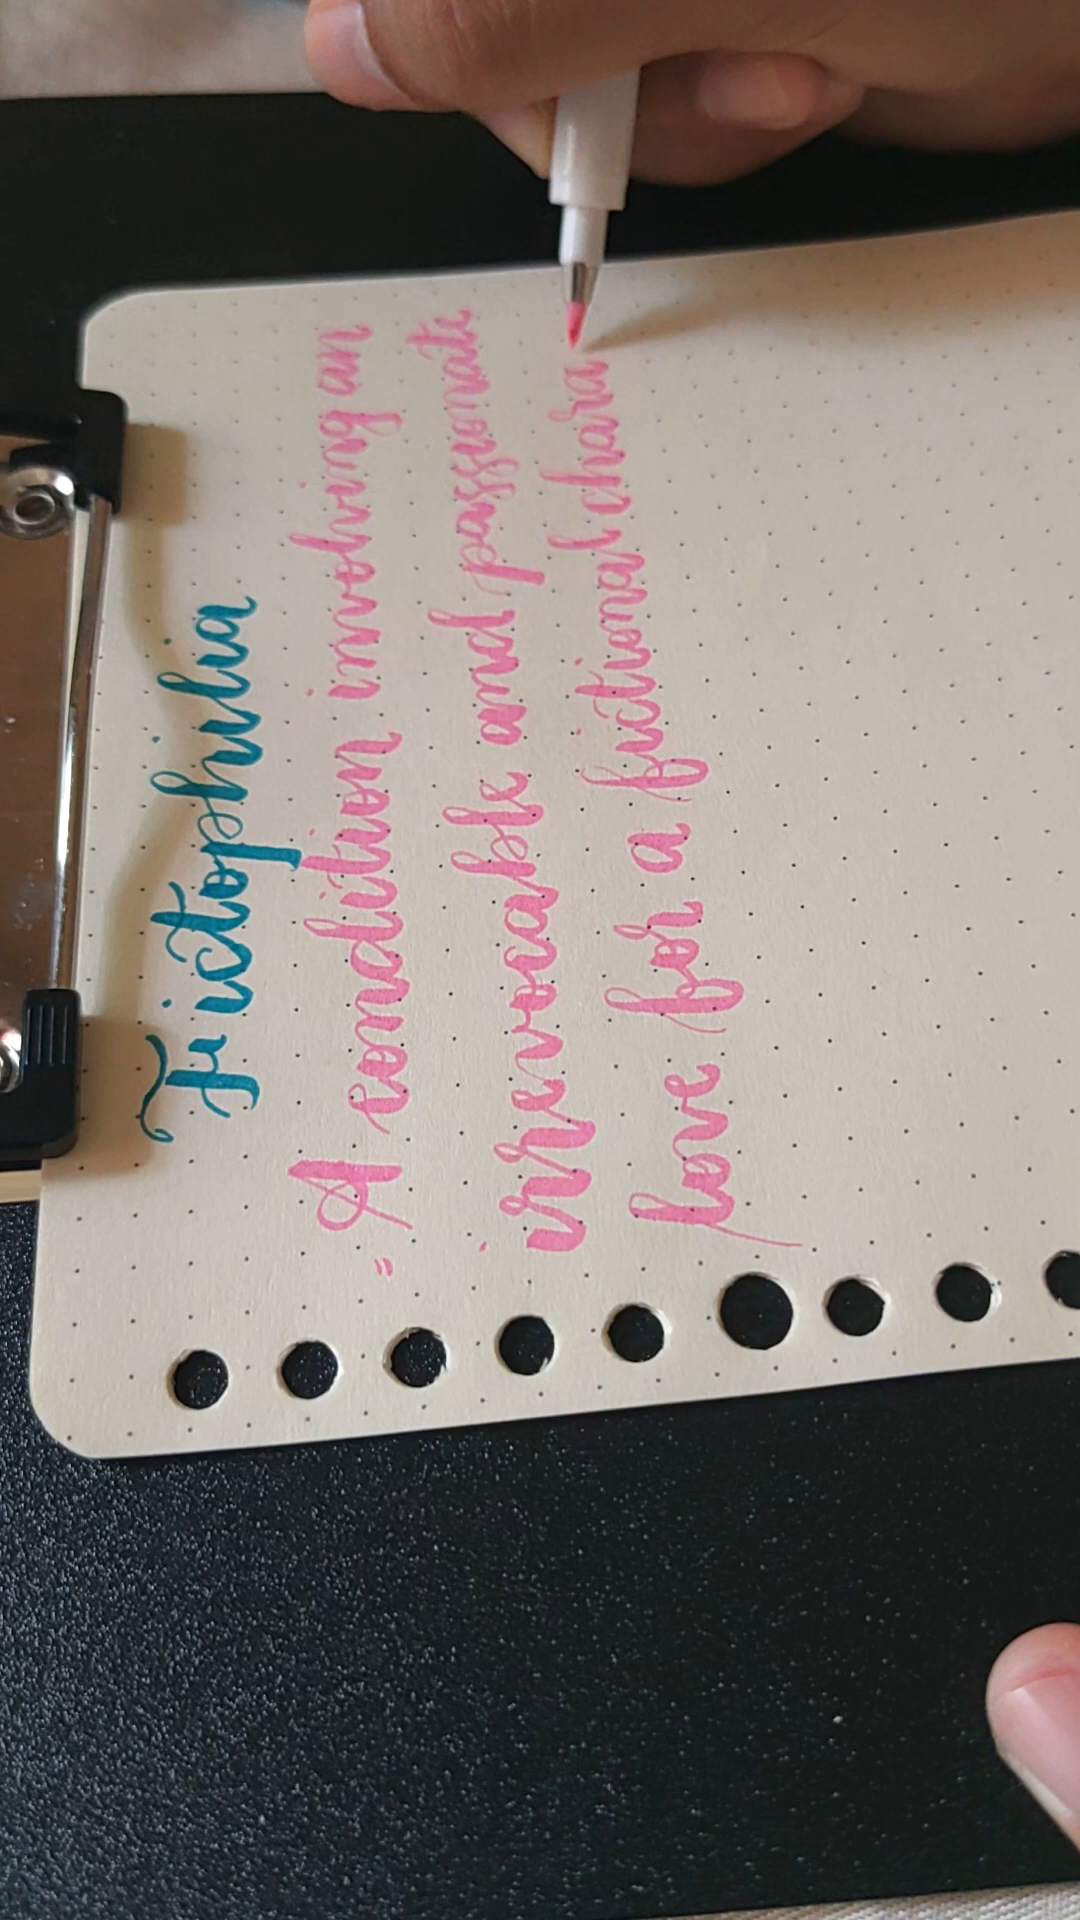 Fictophilia
"A condition involving an
irrevocable and passionate
love for a fictional chara